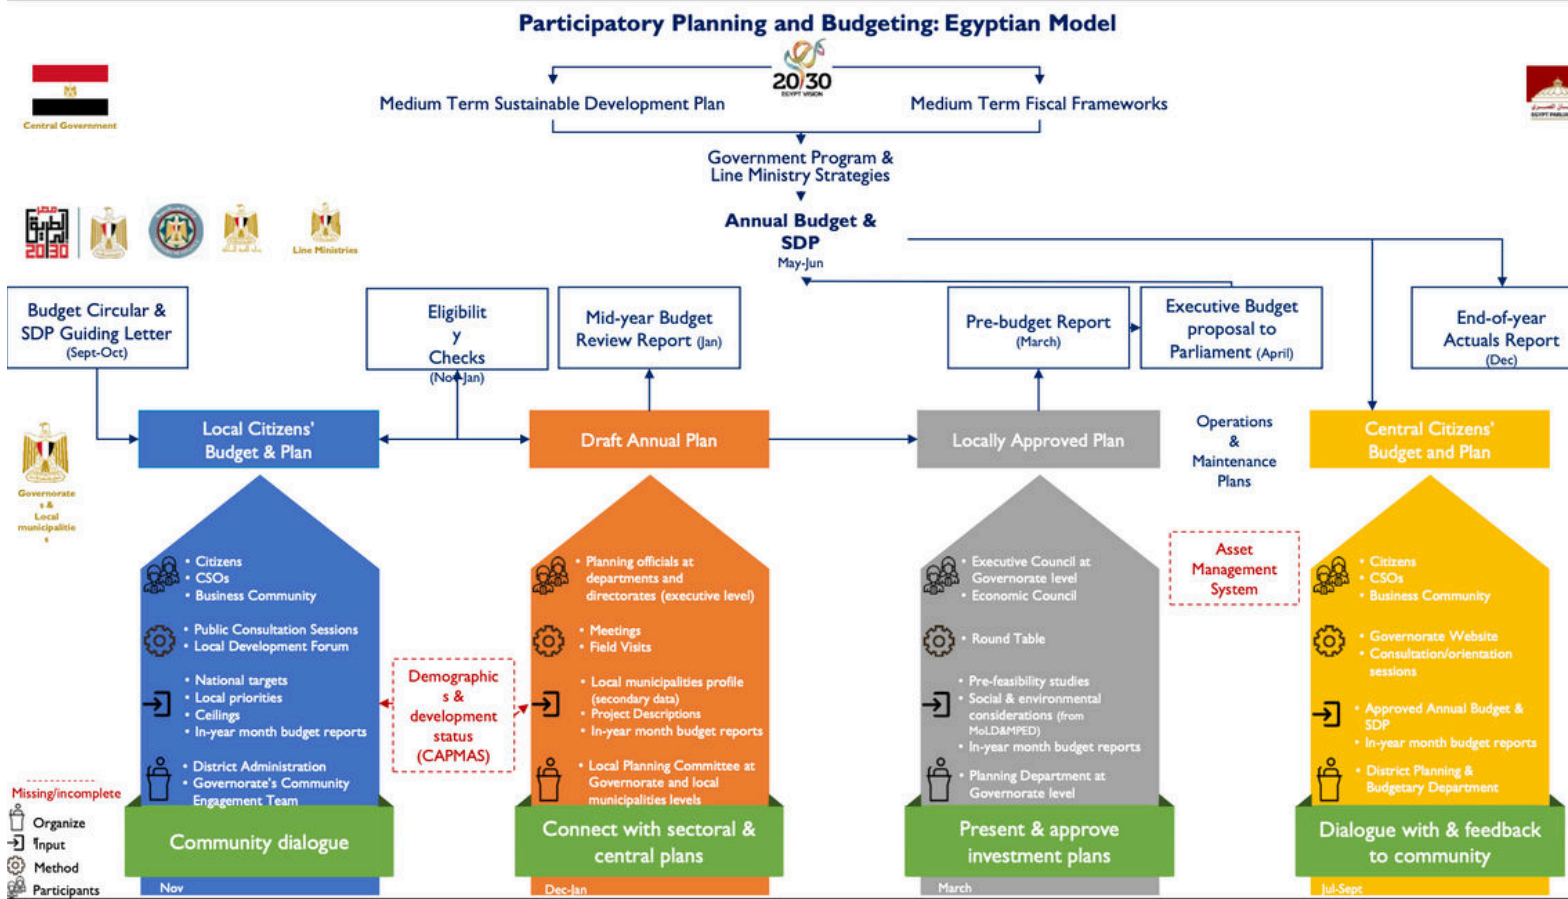 Participatory Planning and Budgeting: Egyptian Model
20/30
EGYPT VISION
Central Government
Medium Term Sustainable Development Plan
Medium Term Fiscal Frameworks
Government Program &
Line Ministry Strategies
مصر
الطريق
إلى
2030
Line Ministries
Annual Budget &
SDP
May-Jun
Budget Circular &
SDP Guiding Letter
(Sept-Oct)
Eligibilit
y
Checks
(Nov-Jan)
Mid-year Budget
Review Report (Jan)
Pre-budget Report
(March)
Executive Budget
proposal to
Parliament (April)
End-of-year
Actuals Report
(Dec)
Governorate
s &
Local
municipalitie
s
Local Citizens'
Budget & Plan
Draft Annual Plan
Locally Approved Plan
Operations
&
Maintenance
Plans
Central Citizens'
Budget and Plan
• Citizens
• CSOs
• Business Community
• Public Consultation Sessions
• Local Development Forum
• National targets
• Local priorities
• Ceilings
• In-year month budget reports
• District Administration
• Governorate's Community
Engagement Team
Community dialogue
Nov
Demographic
s &
development
status
(CAPMAS)
• Planning officials at
departments and
directorates (executive level)
• Meetings
• Field Visits
• Local municipalities profile
(secondary data)
• Project Descriptions
• In-year month budget reports
• Local Planning Committee at
Governorate and local
municipalities levels
Connect with sectoral &
central plans
Dec-Jan
• Executive Council at
Governorate level
• Economic Council
• Round Table
• Pre-feasibility studies
• Social & environmental
considerations (from
MoLD&MPED)
• In-year month budget reports
• Planning Department at
Governorate level
Present & approve
investment plans
March
Asset
Management
System
• Citizens
• CSOs
• Business Community
• Governorate Website
• Consultation/orientation
sessions
• Approved Annual Budget &
SDP
• In-year month budget reports
• District Planning &
Budgetary Department
Dialogue with & feedback
to community
Jul-Sept
Missing/incomplete
Organize
Input
Method
Participants